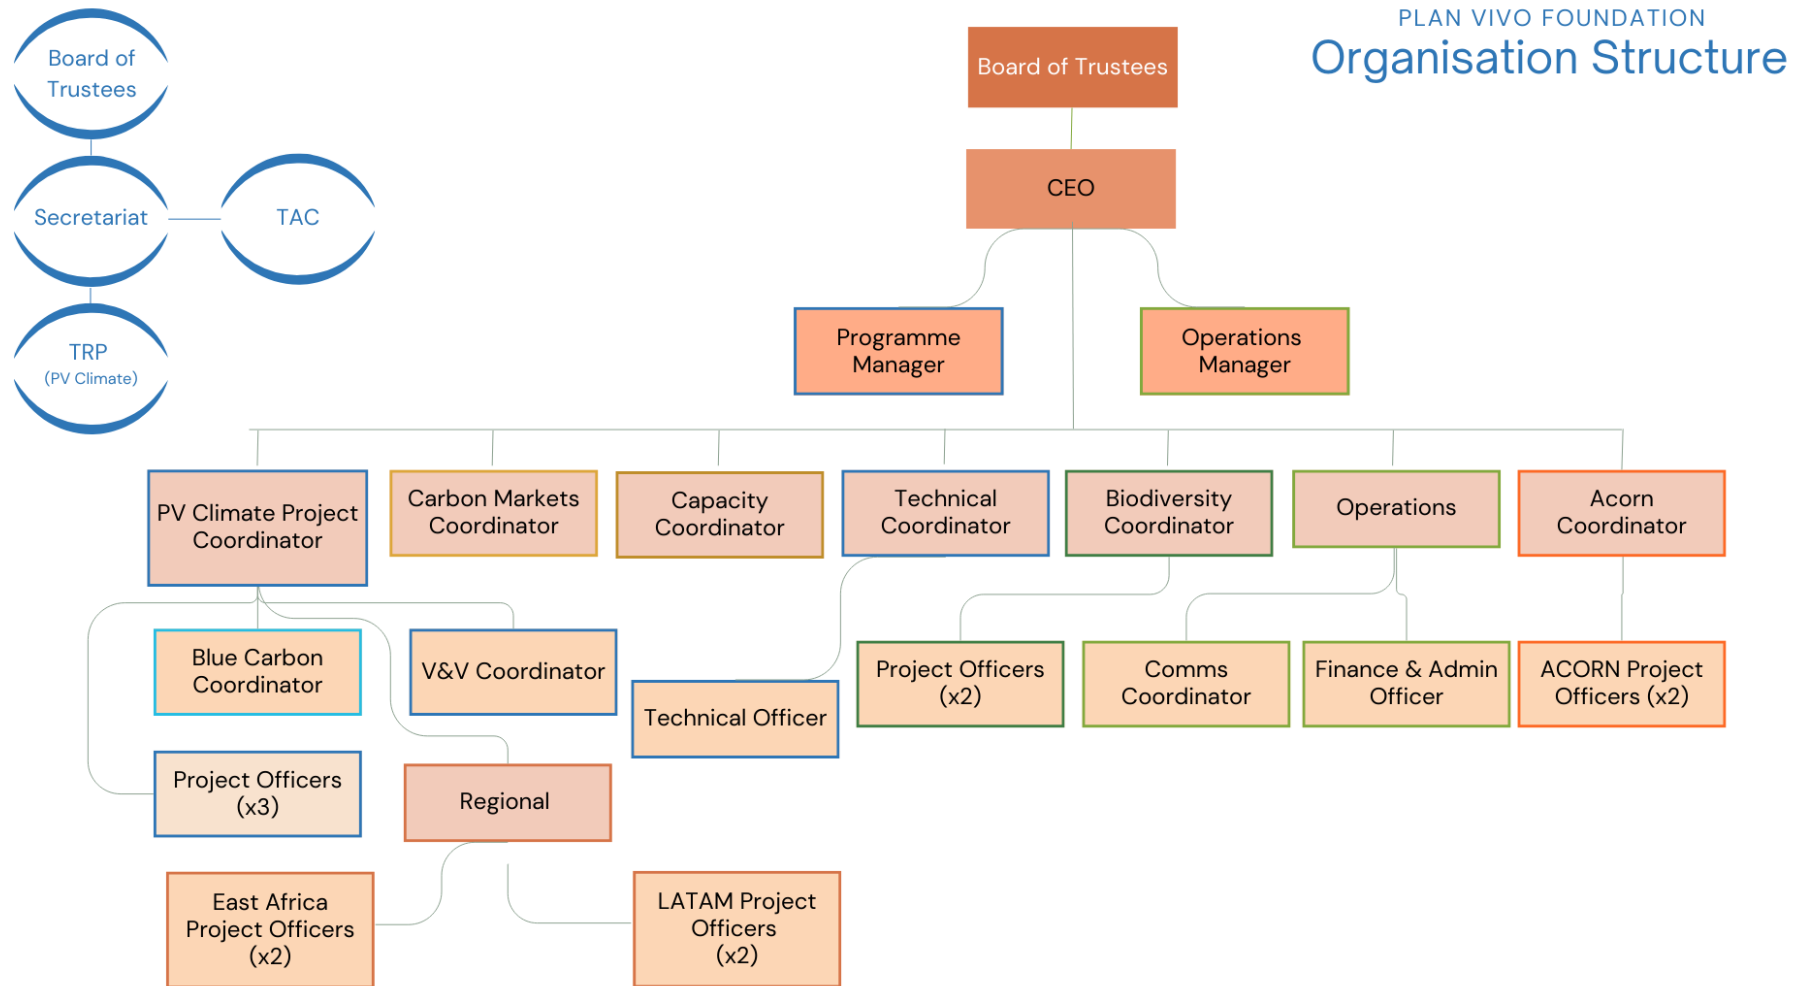 PLAN VIVO FOUNDATION
Organisation Structure
Board of
Trustees
Secretariat
TAC
TRP
(PV Climate)
Board of Trustees
CEO
Programme
Manager
Operations
Manager
PV Climate Project
Coordinator
Carbon Markets
Coordinator
Capacity
Coordinator
Technical
Coordinator
Biodiversity
Coordinator
Operations
Acorn
Coordinator
Blue Carbon
Coordinator
V&V Coordinator
Technical Officer
Project Officers
(x2)
Comms
Coordinator
Finance & Admin
Officer
ACORN Project
Officers (x2)
Project Officers
(x3)
Regional
East Africa
Project Officers
(x2)
LATAM Project
Officers
(x2)